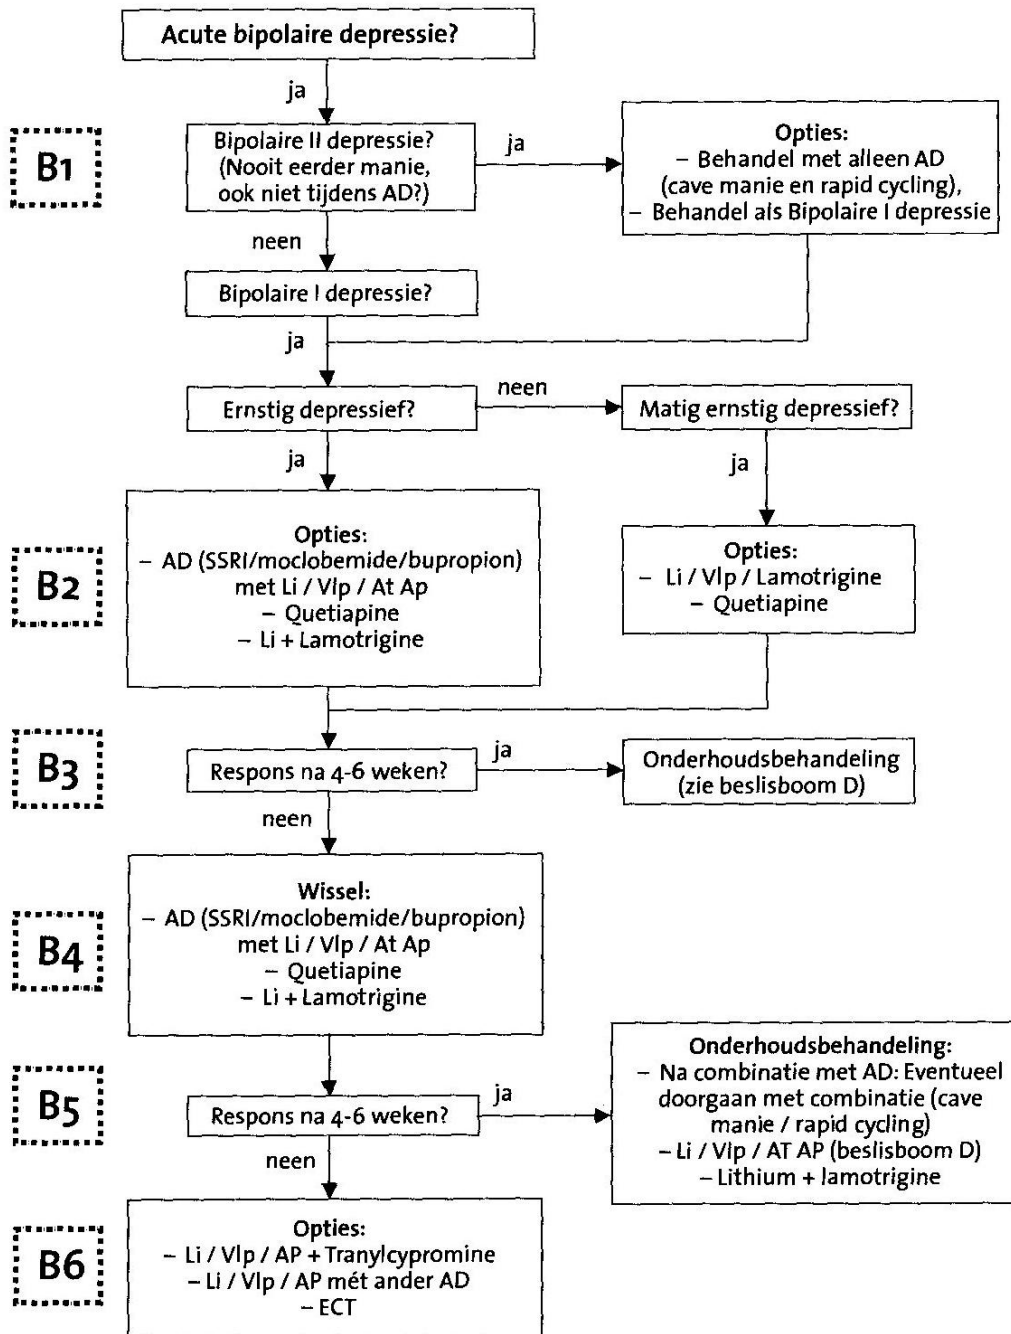 Acute bipolaire depressie?
ja
B1
Bipolaire II depressie?
(Nooit eerder manie,
ook niet tijdens AD?)
ja
Opties:
– Behandel met alleen AD
(cave manie en rapid cycling),
– Behandel als Bipolaire I depressie
neen
Bipolaire I depressie?
ja
Ernstig depressief?
neen
Matig ernstig depressief?
ja
ja
B2
Opties:
– AD (SSRI/moclobemide/bupropion)
met Li / Vlp / At Ap
– Quetiapine
– Li + Lamotrigine
Opties:
– Li / Vlp / Lamotrigine
– Quetiapine
B3
Respons na 4-6 weken?
ja
Onderhoudsbehandeling
(zie beslisboom D)
neen
B4
Wissel:
– AD (SSRI/moclobemide/bupropion)
met Li / Vlp / At Ap
– Quetiapine
– Li + Lamotrigine
B5
Respons na 4-6 weken?
ja
Onderhoudsbehandeling:
– Na combinatie met AD: Eventueel
doorgaan met combinatie (cave
manie / rapid cycling)
– Li / Vlp / AT AP (beslisboom D)
– Lithium + lamotrigine
neen
B6
Opties:
– Li / Vlp / AP + Tranylcypromine
– Li / Vlp / AP mét ander AD
– ECT